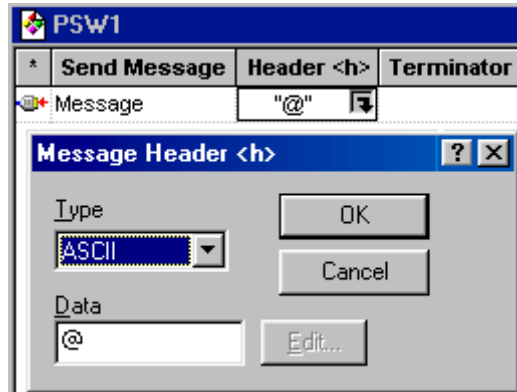 PSW1
* Send Message Header <h> Terminator
Message "@"
Message Header <h> ? X
Type
ASCII
OK
Cancel
Data
@
Edit...